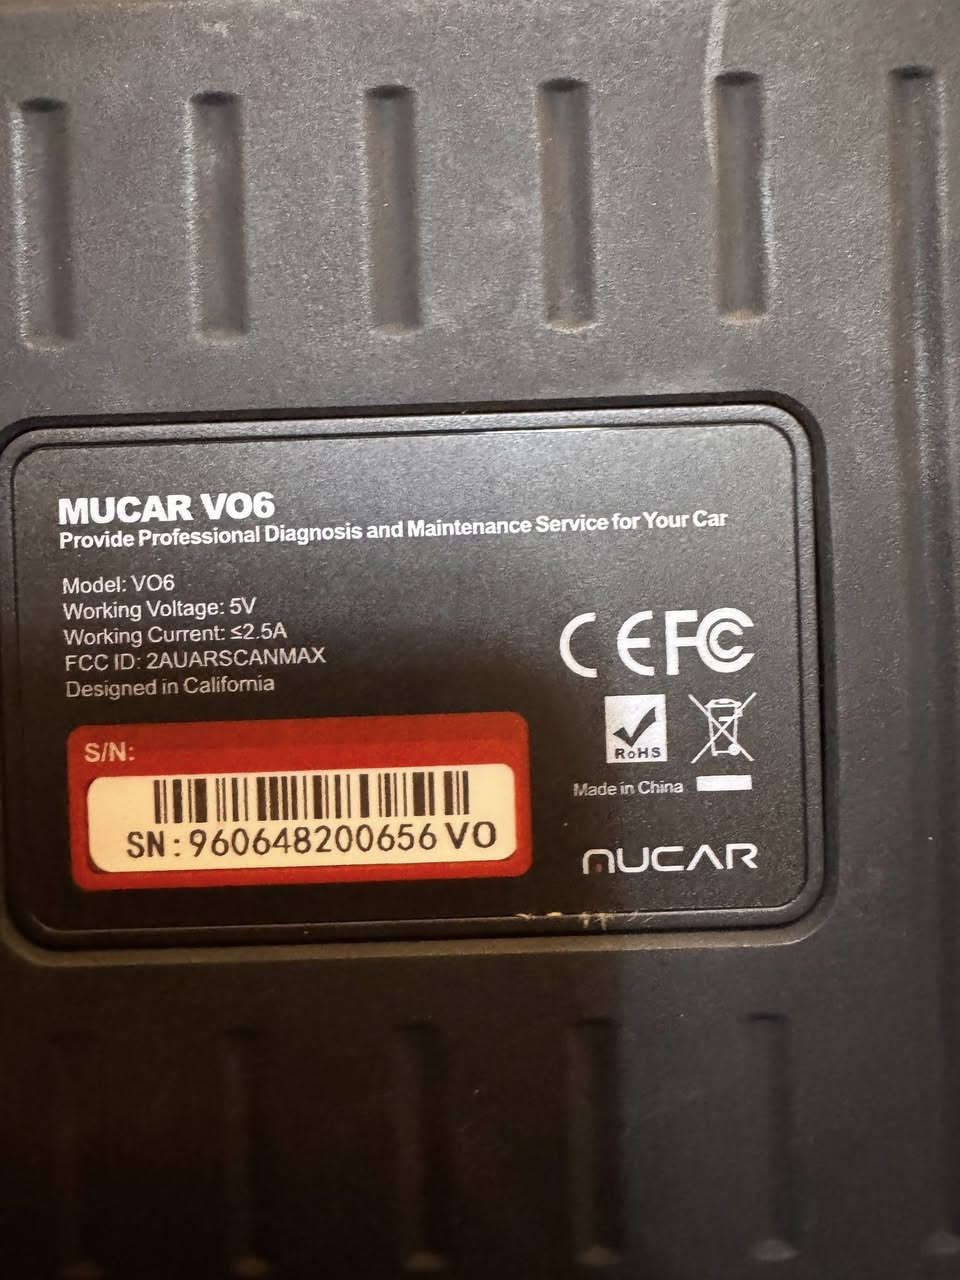 MUCAR VO6
Provide Professional Diagnosis and Maintenance Service for Your Car
Model: VO6
Working Voltage: 5V
Working Current: ≤2.5A
FCC ID: 2AUARSCANMAX
Designed in California
CE FC
RoHS
S/N:
Made in China
SN:960648200656 VO
MUCAR